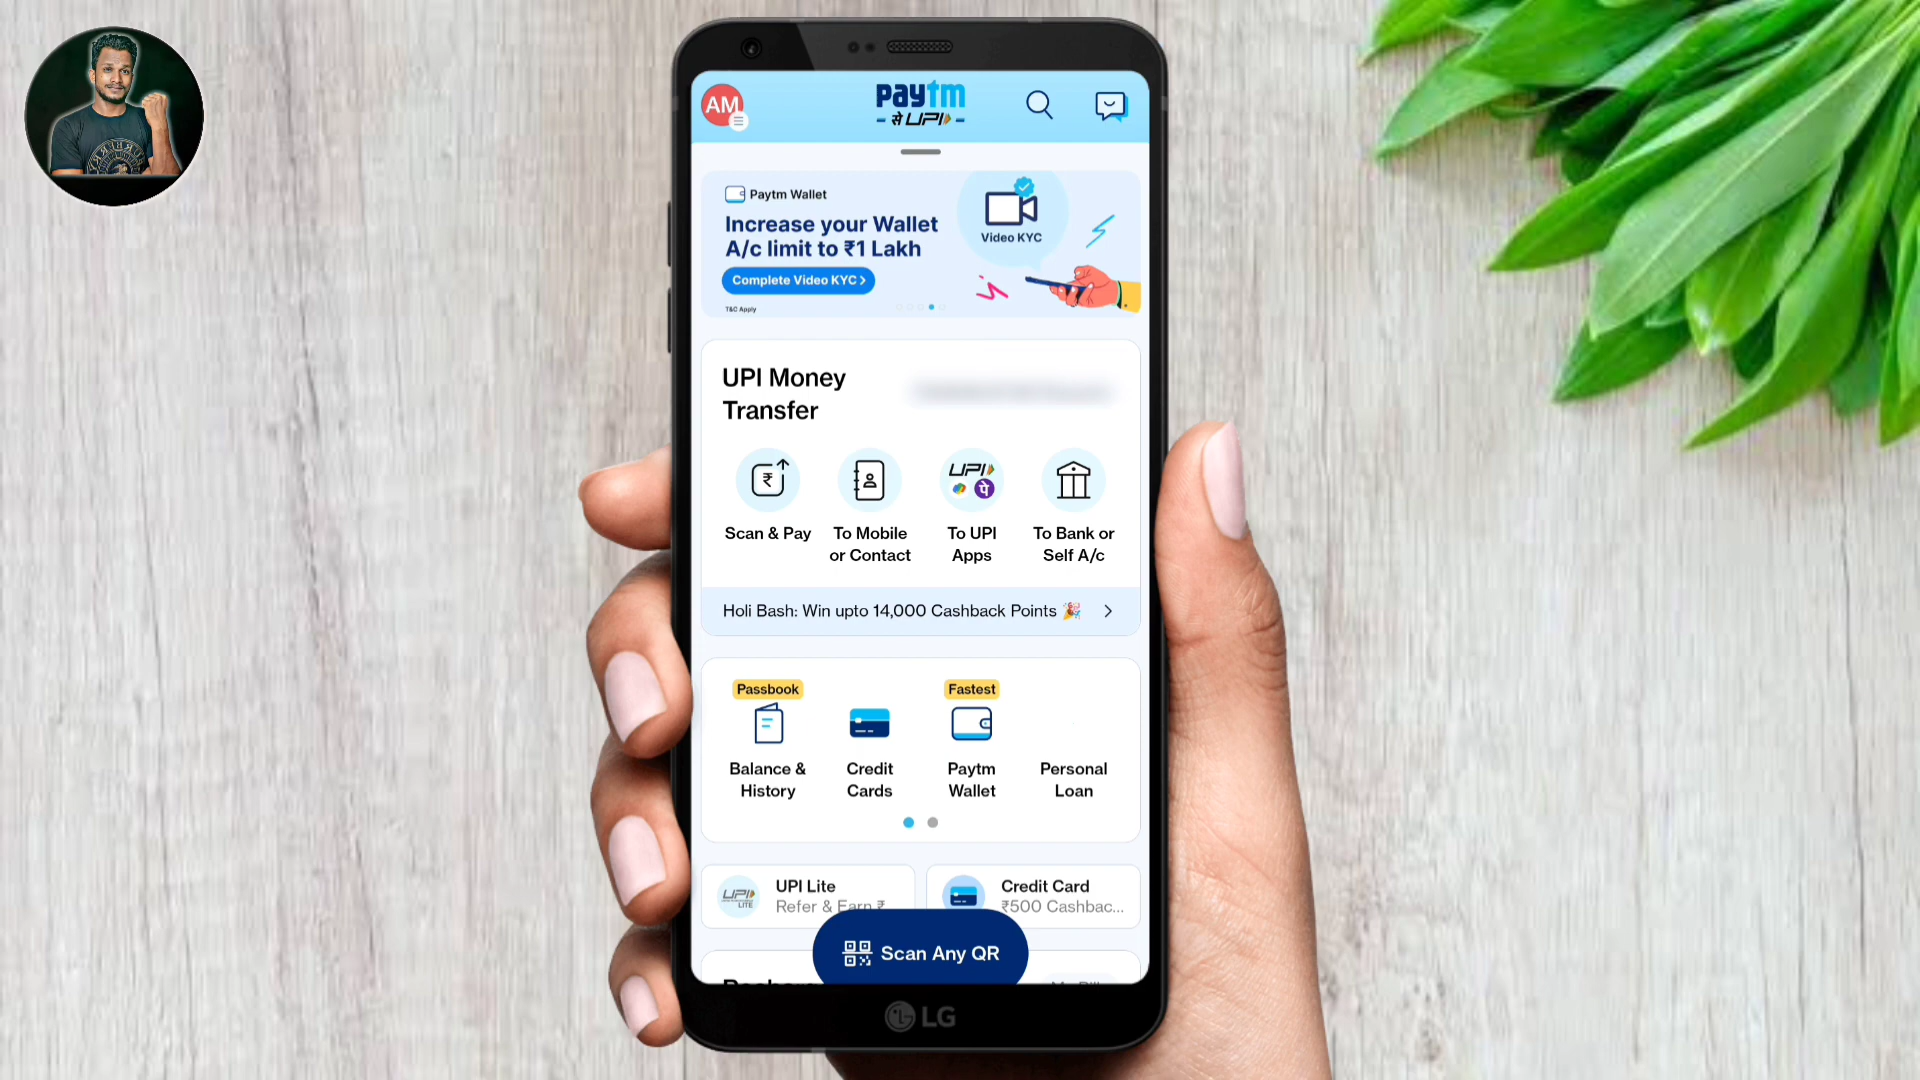 AM
paytm
से UPI
Paytm Wallet
Increase your Wallet
A/c limit to ₹1 Lakh
Complete Video KYC >
T&C Apply
Video KYC
UPI Money
Transfer
Scan & Pay
To Mobile
or Contact
UPI
पे
To UPI
Apps
To Bank or
Self A/c
Holi Bash: Win upto 14,000 Cashback Points 🎉 >
Passbook
Balance &
History
Credit
Cards
Fastest
Paytm
Wallet
Personal
Loan
UPI
LITE
UPI Lite
Refer & Earn ₹
Credit Card
₹500 Cashbac...
Scan Any QR
LG